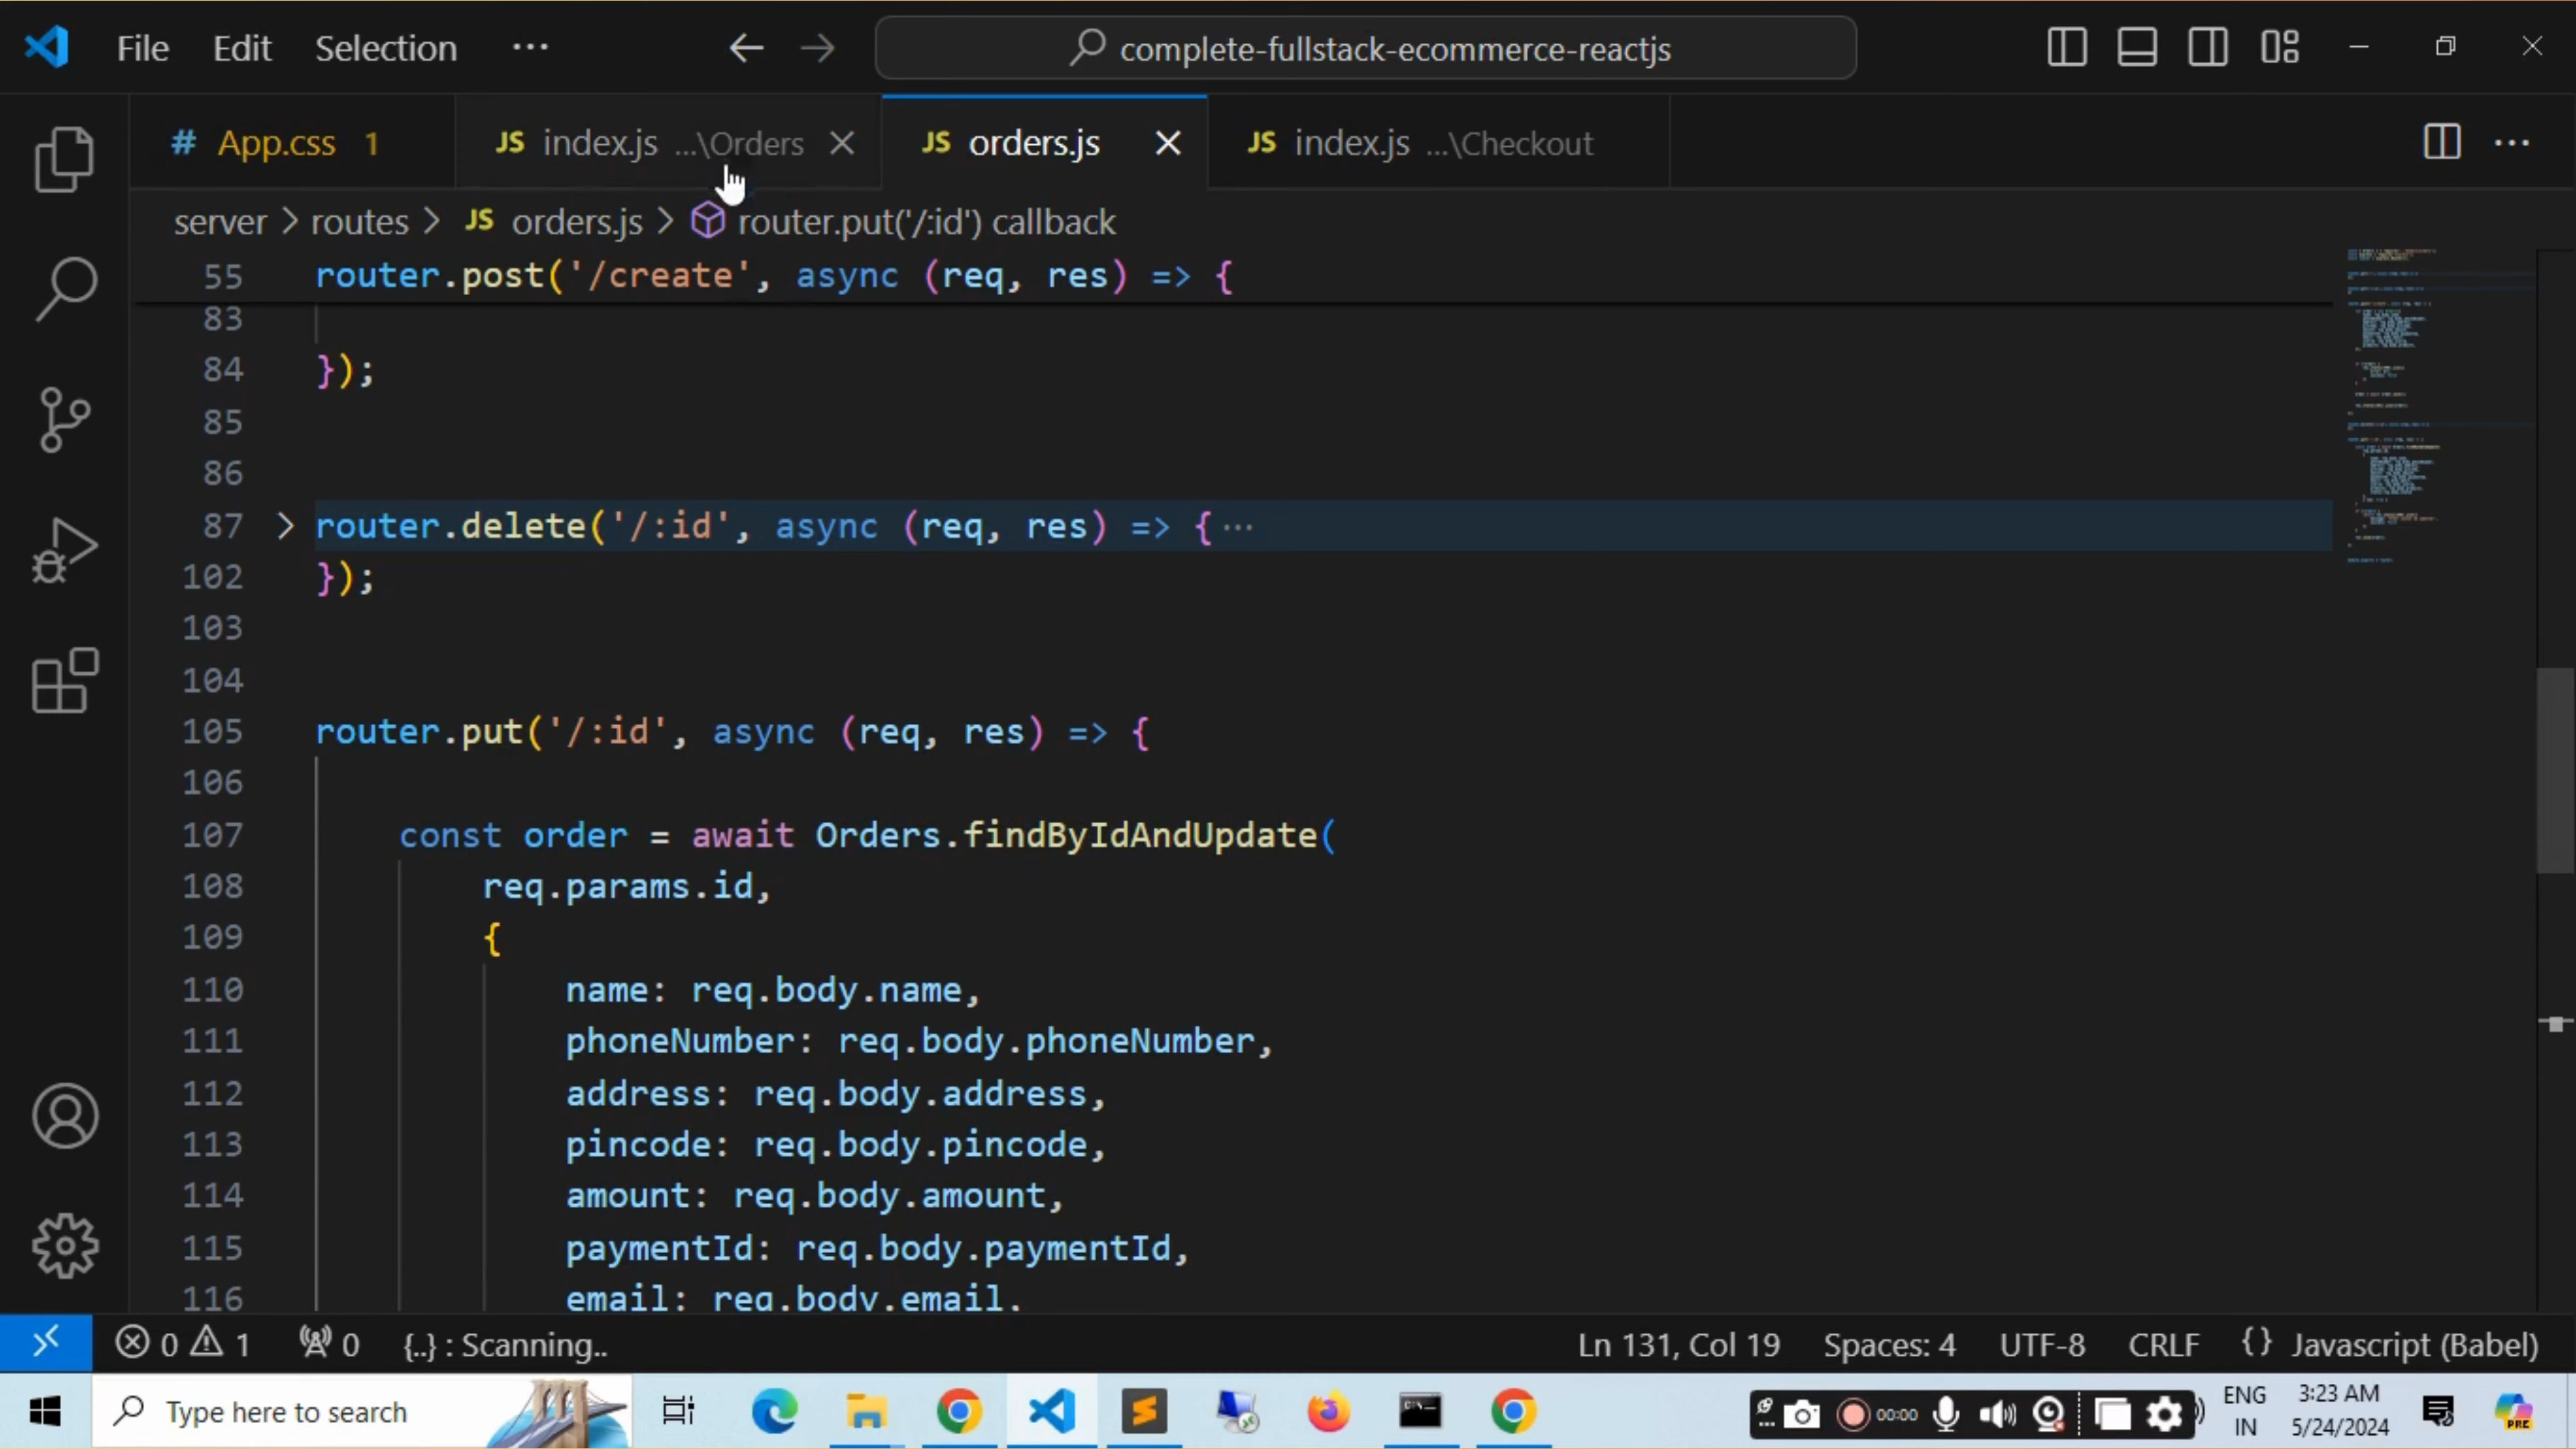 File Edit Selection ··· complete-fullstack-ecommerce-reactjs
# App.css 1 JS index.js ...\Orders JS orders.js JS index.js ...\Checkout ···
server > routes > JS orders.js > router.put('/:id') callback
55 router.post('/create', async (req, res) => {
83
84 });
85
86
87 > router.delete('/:id', async (req, res) => { ···
102 });
103
104
105 router.put('/:id', async (req, res) => {
106
107 const order = await Orders.findByIdAndUpdate(
108 req.params.id,
109 {
110 name: req.body.name,
111 phoneNumber: req.body.phoneNumber,
112 address: req.body.address,
113 pincode: req.body.pincode,
114 amount: req.body.amount,
115 paymentId: req.body.paymentId,
116 email: req.body.email,
0 1 0 {..} : Scanning.. Ln 131, Col 19 Spaces: 4 UTF-8 CRLF {} Javascript (Babel)
Type here to search 00:00 ENG 3:23 AM
IN 5/24/2024 PRE